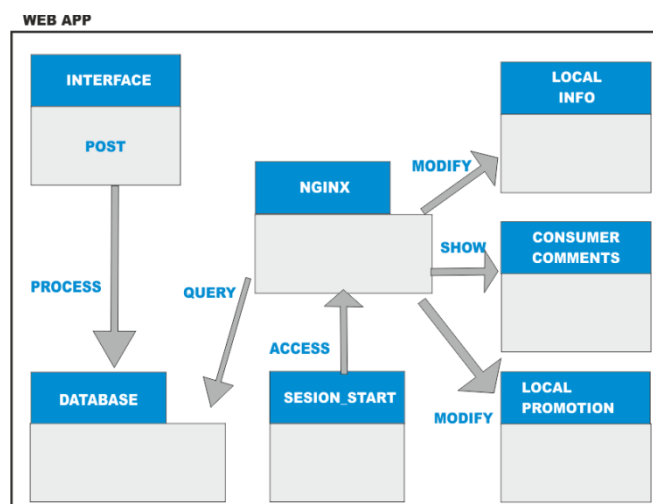 WEB APP
INTERFACE
POST
LOCAL
INFO
MODIFY
NGINX
CONSUMER
COMMENTS
SHOW
PROCESS
QUERY
ACCESS
DATABASE
SESION_START
MODIFY
LOCAL
PROMOTION